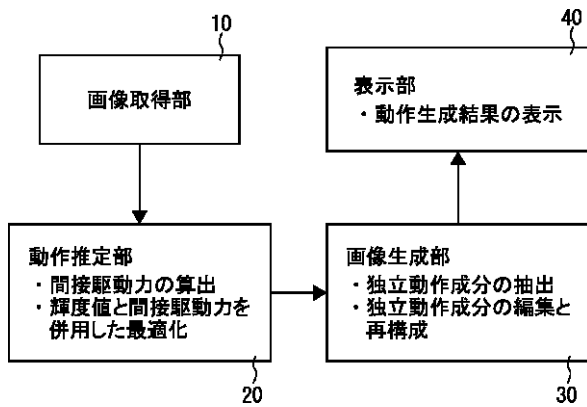 10
画像取得部
40
表示部
・動作生成結果の表示
動作推定部
・間接駆動力の算出
・輝度値と間接駆動力を
併用した最適化
20
画像生成部
・独立動作成分の抽出
・独立動作成分の編集と
再構成
30